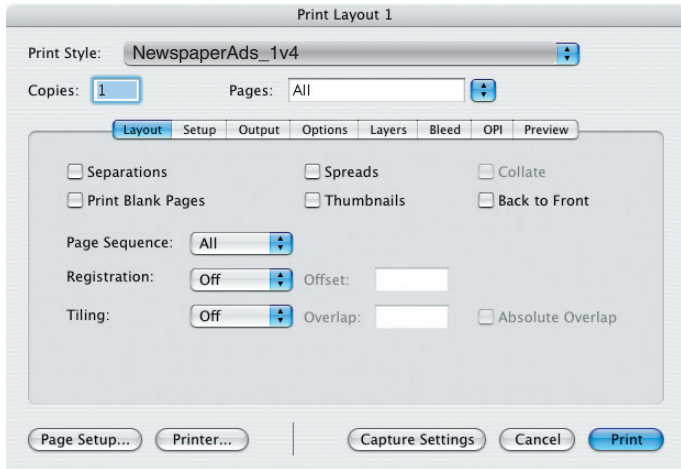 Print Layout 1
Print Style: NewspaperAds_1v4
Copies: 1 Pages: All
Layout Setup Output Options Layers Bleed OPI Preview
Separations Spreads Collate
Print Blank Pages Thumbnails Back to Front
Page Sequence: All
Registration: Off Offset:
Tiling: Off Overlap: Absolute Overlap
Page Setup... Printer... Capture Settings Cancel Print